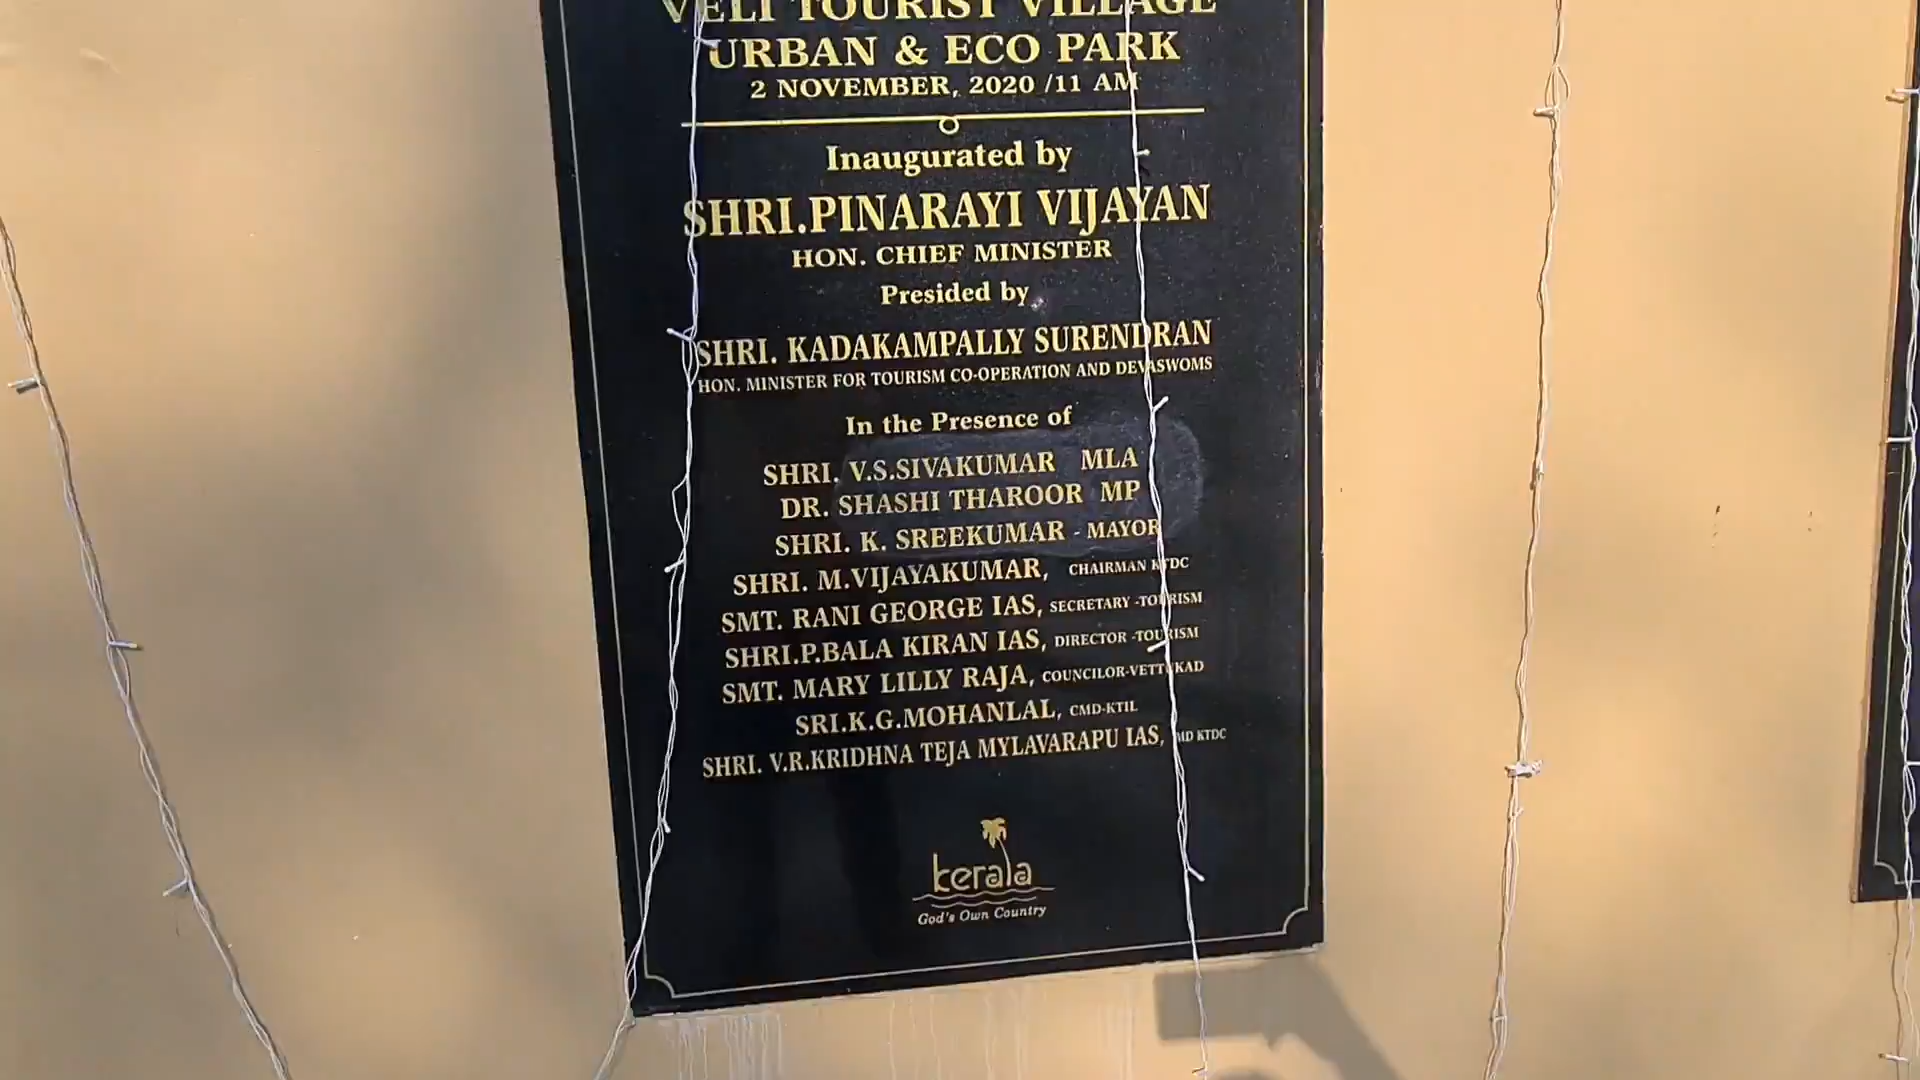 VELI TOURIST VILLAGE
URBAN & ECO PARK
2 NOVEMBER, 2020 /11 AM
Inaugurated by
SHRI.PINARAYI VIJAYAN
HON. CHIEF MINISTER
Presided by
SHRI. KADAKAMPALLY SURENDRAN
HON. MINISTER FOR TOURISM CO-OPERATION AND DEVASWOMS
In the Presence of
SHRI. V.S.SIVAKUMAR MLA
DR. SHASHI THAROOR MP
SHRI. K. SREEKUMAR - MAYOR
SHRI. M.VIJAYAKUMAR, CHAIRMAN KTDC
SMT. RANI GEORGE IAS, SECRETARY -TOURISM
SHRI.P.BALA KIRAN IAS, DIRECTOR -TOURISM
SMT. MARY LILLY RAJA, COUNCILOR-VETTUKAD
SRI.K.G.MOHANLAL, CMD-KTIL
SHRI. V.R.KRIDHNA TEJA MYLAVARAPU IAS, MD KTDC
kerala
God's Own Country